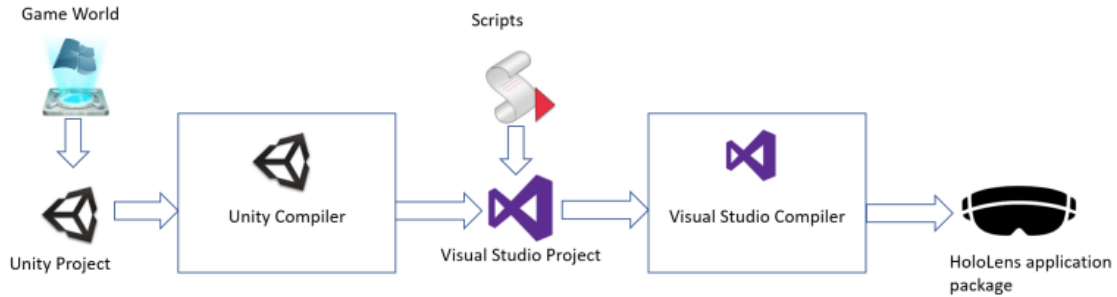 Game World
Scripts
Unity Compiler
Visual Studio Compiler
Unity Project
Visual Studio Project
HoloLens application
package